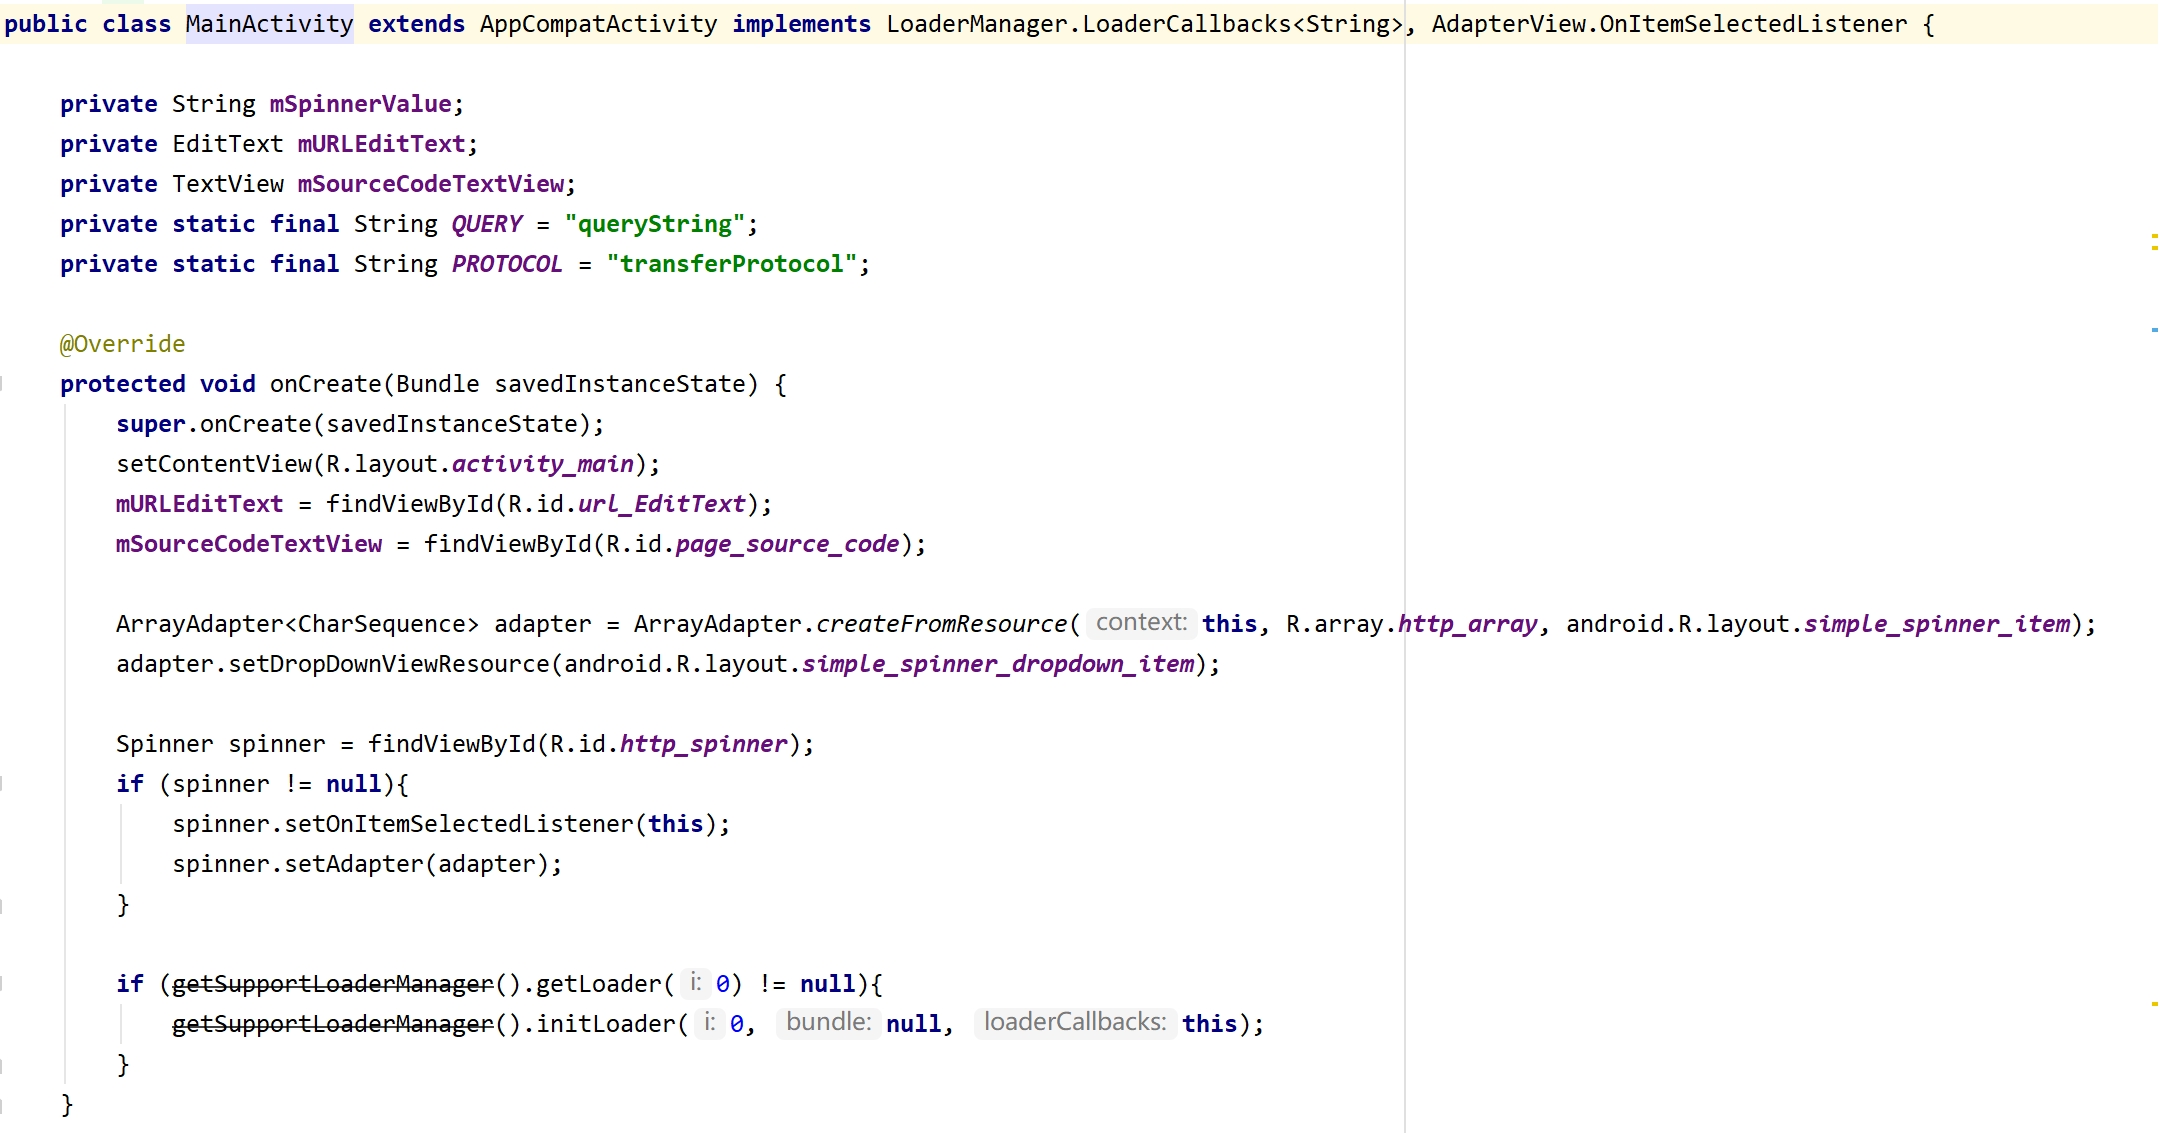 public class MainActivity extends AppCompatActivity implements LoaderManager.LoaderCallbacks<String>, AdapterView.OnItemSelectedListener {
private String mSpinnerValue;
private EditText mURLEditText;
private TextView mSourceCodeTextView;
private static final String QUERY = "queryString";
private static final String PROTOCOL = "transferProtocol";
@Override
protected void onCreate(Bundle savedInstanceState) {
super.onCreate(savedInstanceState);
setContentView(R.layout.activity_main);
mURLEditText = findViewById(R.id.url_EditText);
mSourceCodeTextView = findViewById(R.id.page_source_code);
ArrayAdapter<CharSequence> adapter = ArrayAdapter.createFromResource( context: this, R.array.http_array, android.R.layout.simple_spinner_item);
adapter.setDropDownViewResource(android.R.layout.simple_spinner_dropdown_item);
Spinner spinner = findViewById(R.id.http_spinner);
if (spinner != null){
spinner.setOnItemSelectedListener(this);
spinner.setAdapter(adapter);
}
if (getSupportLoaderManager().getLoader( i: 0) != null){
getSupportLoaderManager().initLoader( i: 0, bundle: null, loaderCallbacks: this);
}
}